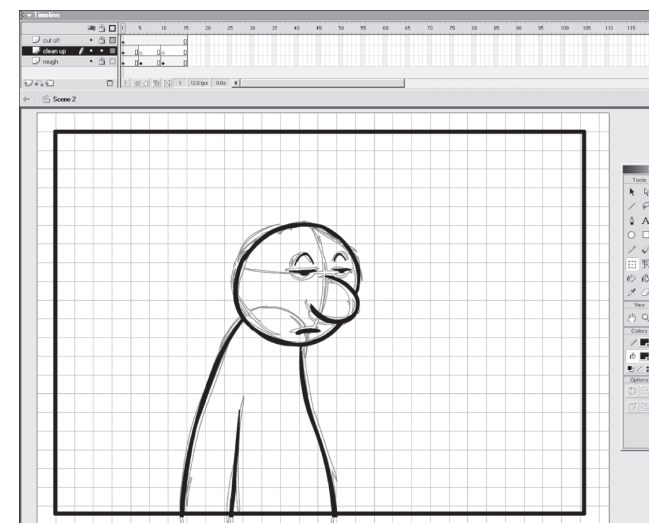 Timeline
1 5 10 15 20 25 30 35 40 45 50 55 60 65 70 75 80 85 90 95 100 105 110 115
cut off
clean up
rough
1 12.0 fps 0.0s
Scene 2
Tools
A
View
Colors
Options